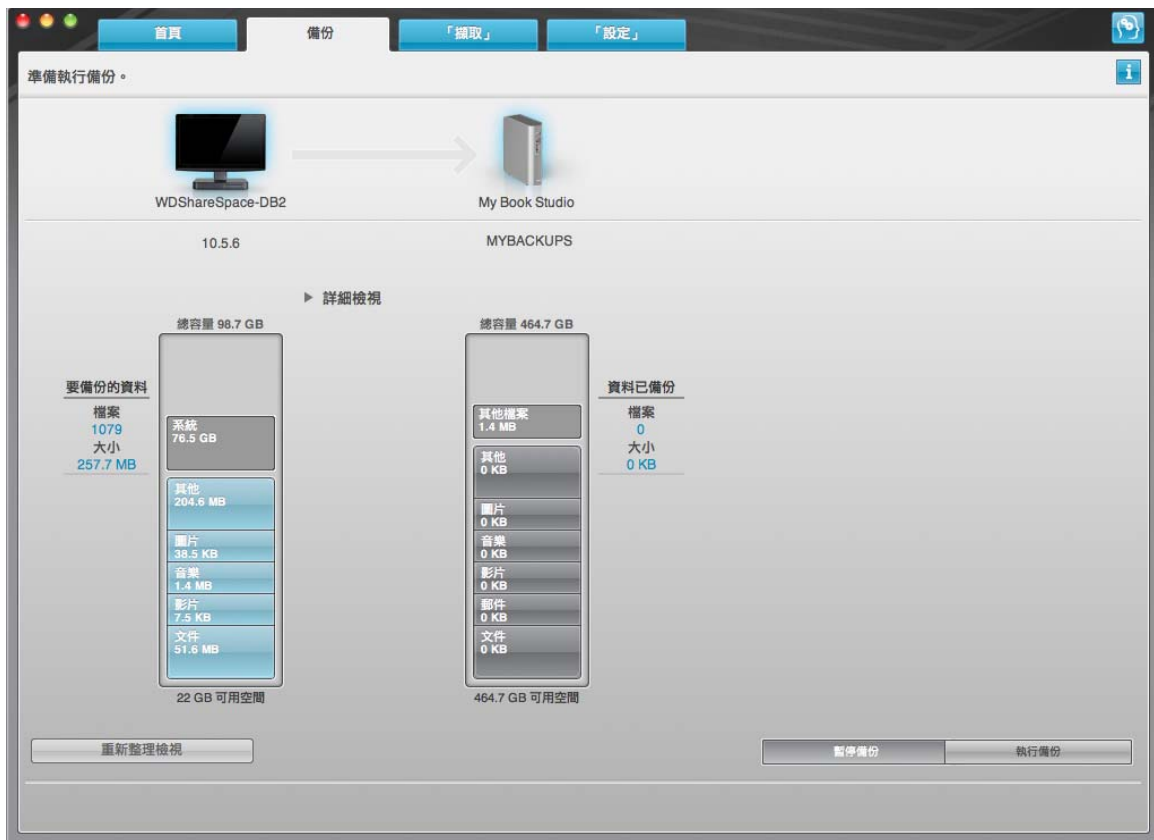 首頁
備份
「擷取」
「設定」
準備執行備份。
WDShareSpace-DB2
My Book Studio
10.5.6
MYBACKUPS
▶ 詳細檢視
總容量 98.7 GB
總容量 464.7 GB
要備份的資料
檔案
1079
大小
257.7 MB
系統
76.5 GB
其他
204.6 MB
圖片
38.5 KB
音樂
1.4 MB
影片
7.5 KB
文件
51.6 MB
22 GB 可用空間
其他檔案
1.4 MB
其他
0 KB
圖片
0 KB
音樂
0 KB
影片
0 KB
郵件
0 KB
文件
0 KB
464.7 GB 可用空間
資料已備份
檔案
0
大小
0 KB
重新整理檢視
暫停備份
執行備份